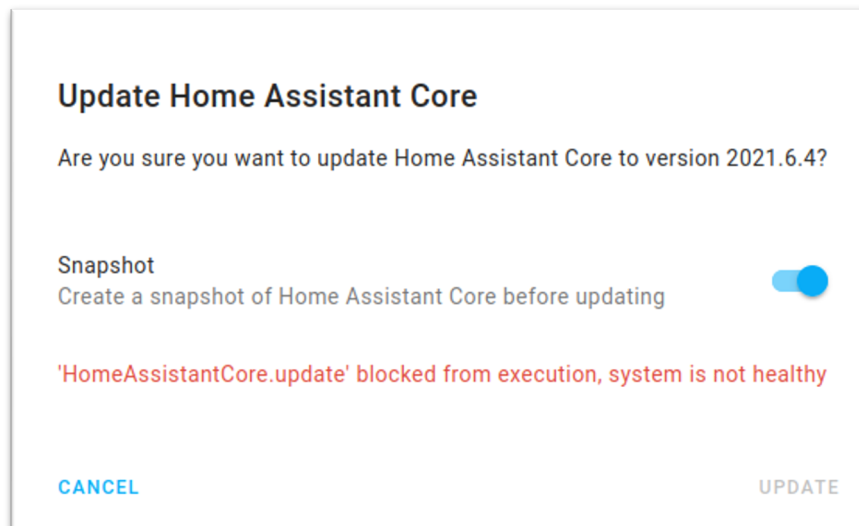 Update Home Assistant Core
Are you sure you want to update Home Assistant Core to version 2021.6.4?
Snapshot
Create a snapshot of Home Assistant Core before updating
'HomeAssistantCore.update' blocked from execution, system is not healthy
CANCEL
UPDATE